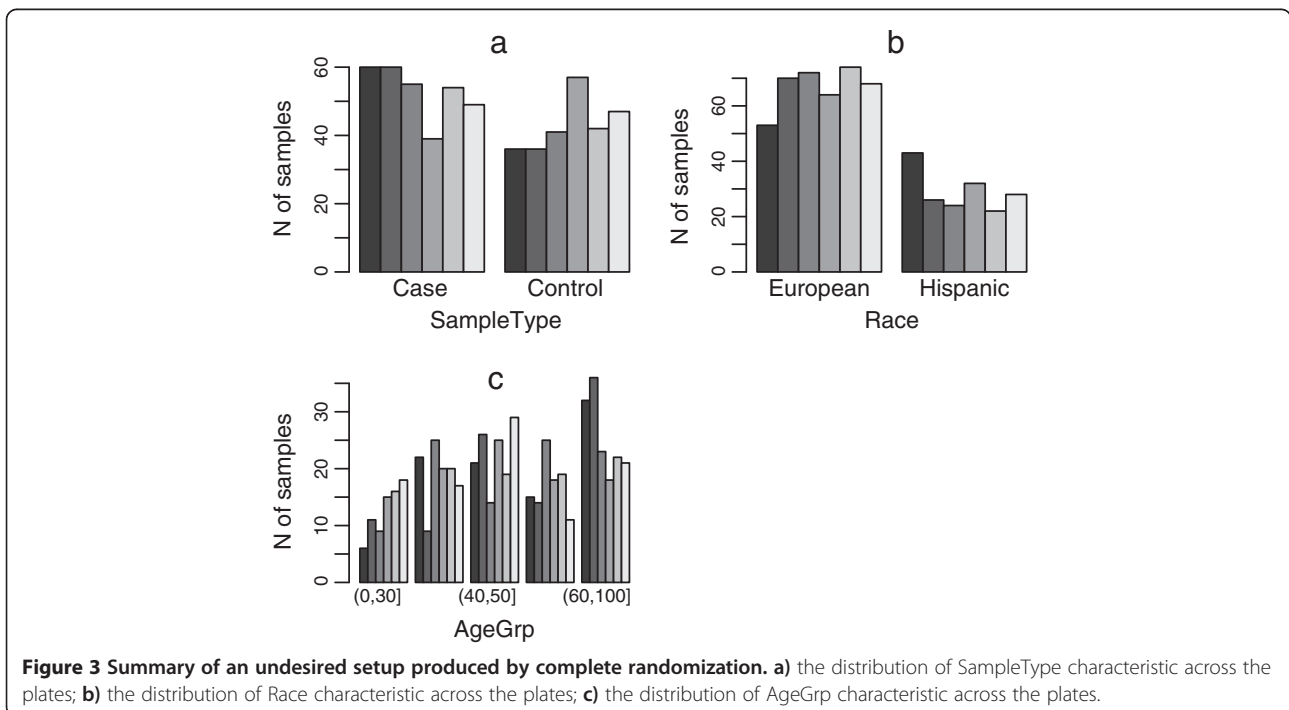 a
N of samples
0 20 40 60
Case Control
SampleType
b
N of samples
0 20 40 60
European Hispanic
Race
c
N of samples
0 10 20 30
(0,30] (40,50] (60,100]
AgeGrp
Figure 3 Summary of an undesired setup produced by complete randomization. a) the distribution of SampleType characteristic across the
plates; b) the distribution of Race characteristic across the plates; c) the distribution of AgeGrp characteristic across the plates.